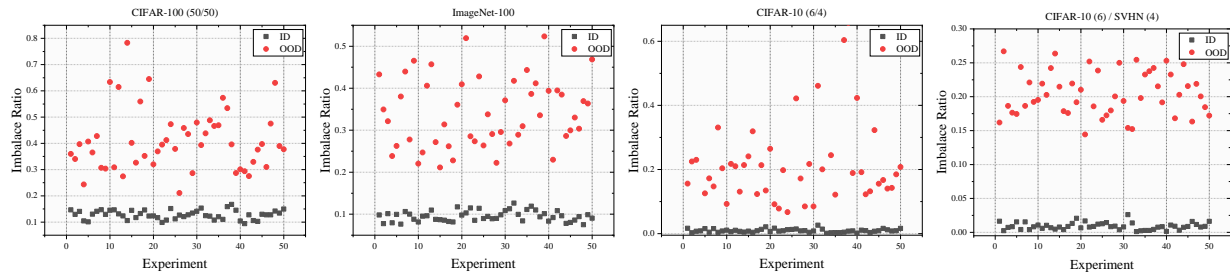 CIFAR-100 (50/50)
Imbalace Ratio
0.8
0.7
0.6
0.5
0.4
0.3
0.2
0.1
ID
OOD
0 10 20 30 40 50
Experiment
ImageNet-100
Imbalace Ratio
0.5
0.4
0.3
0.2
0.1
ID
OOD
0 10 20 30 40 50
Experiment
CIFAR-10 (6/4)
Imbalace Ratio
0.6
0.4
0.2
0.0
ID
OOD
0 10 20 30 40 50
Experiment
CIFAR-10 (6) / SVHN (4)
Imbalace Ratio
0.30
0.25
0.20
0.15
0.10
0.05
0.00
ID
OOD
0 10 20 30 40 50
Experiment